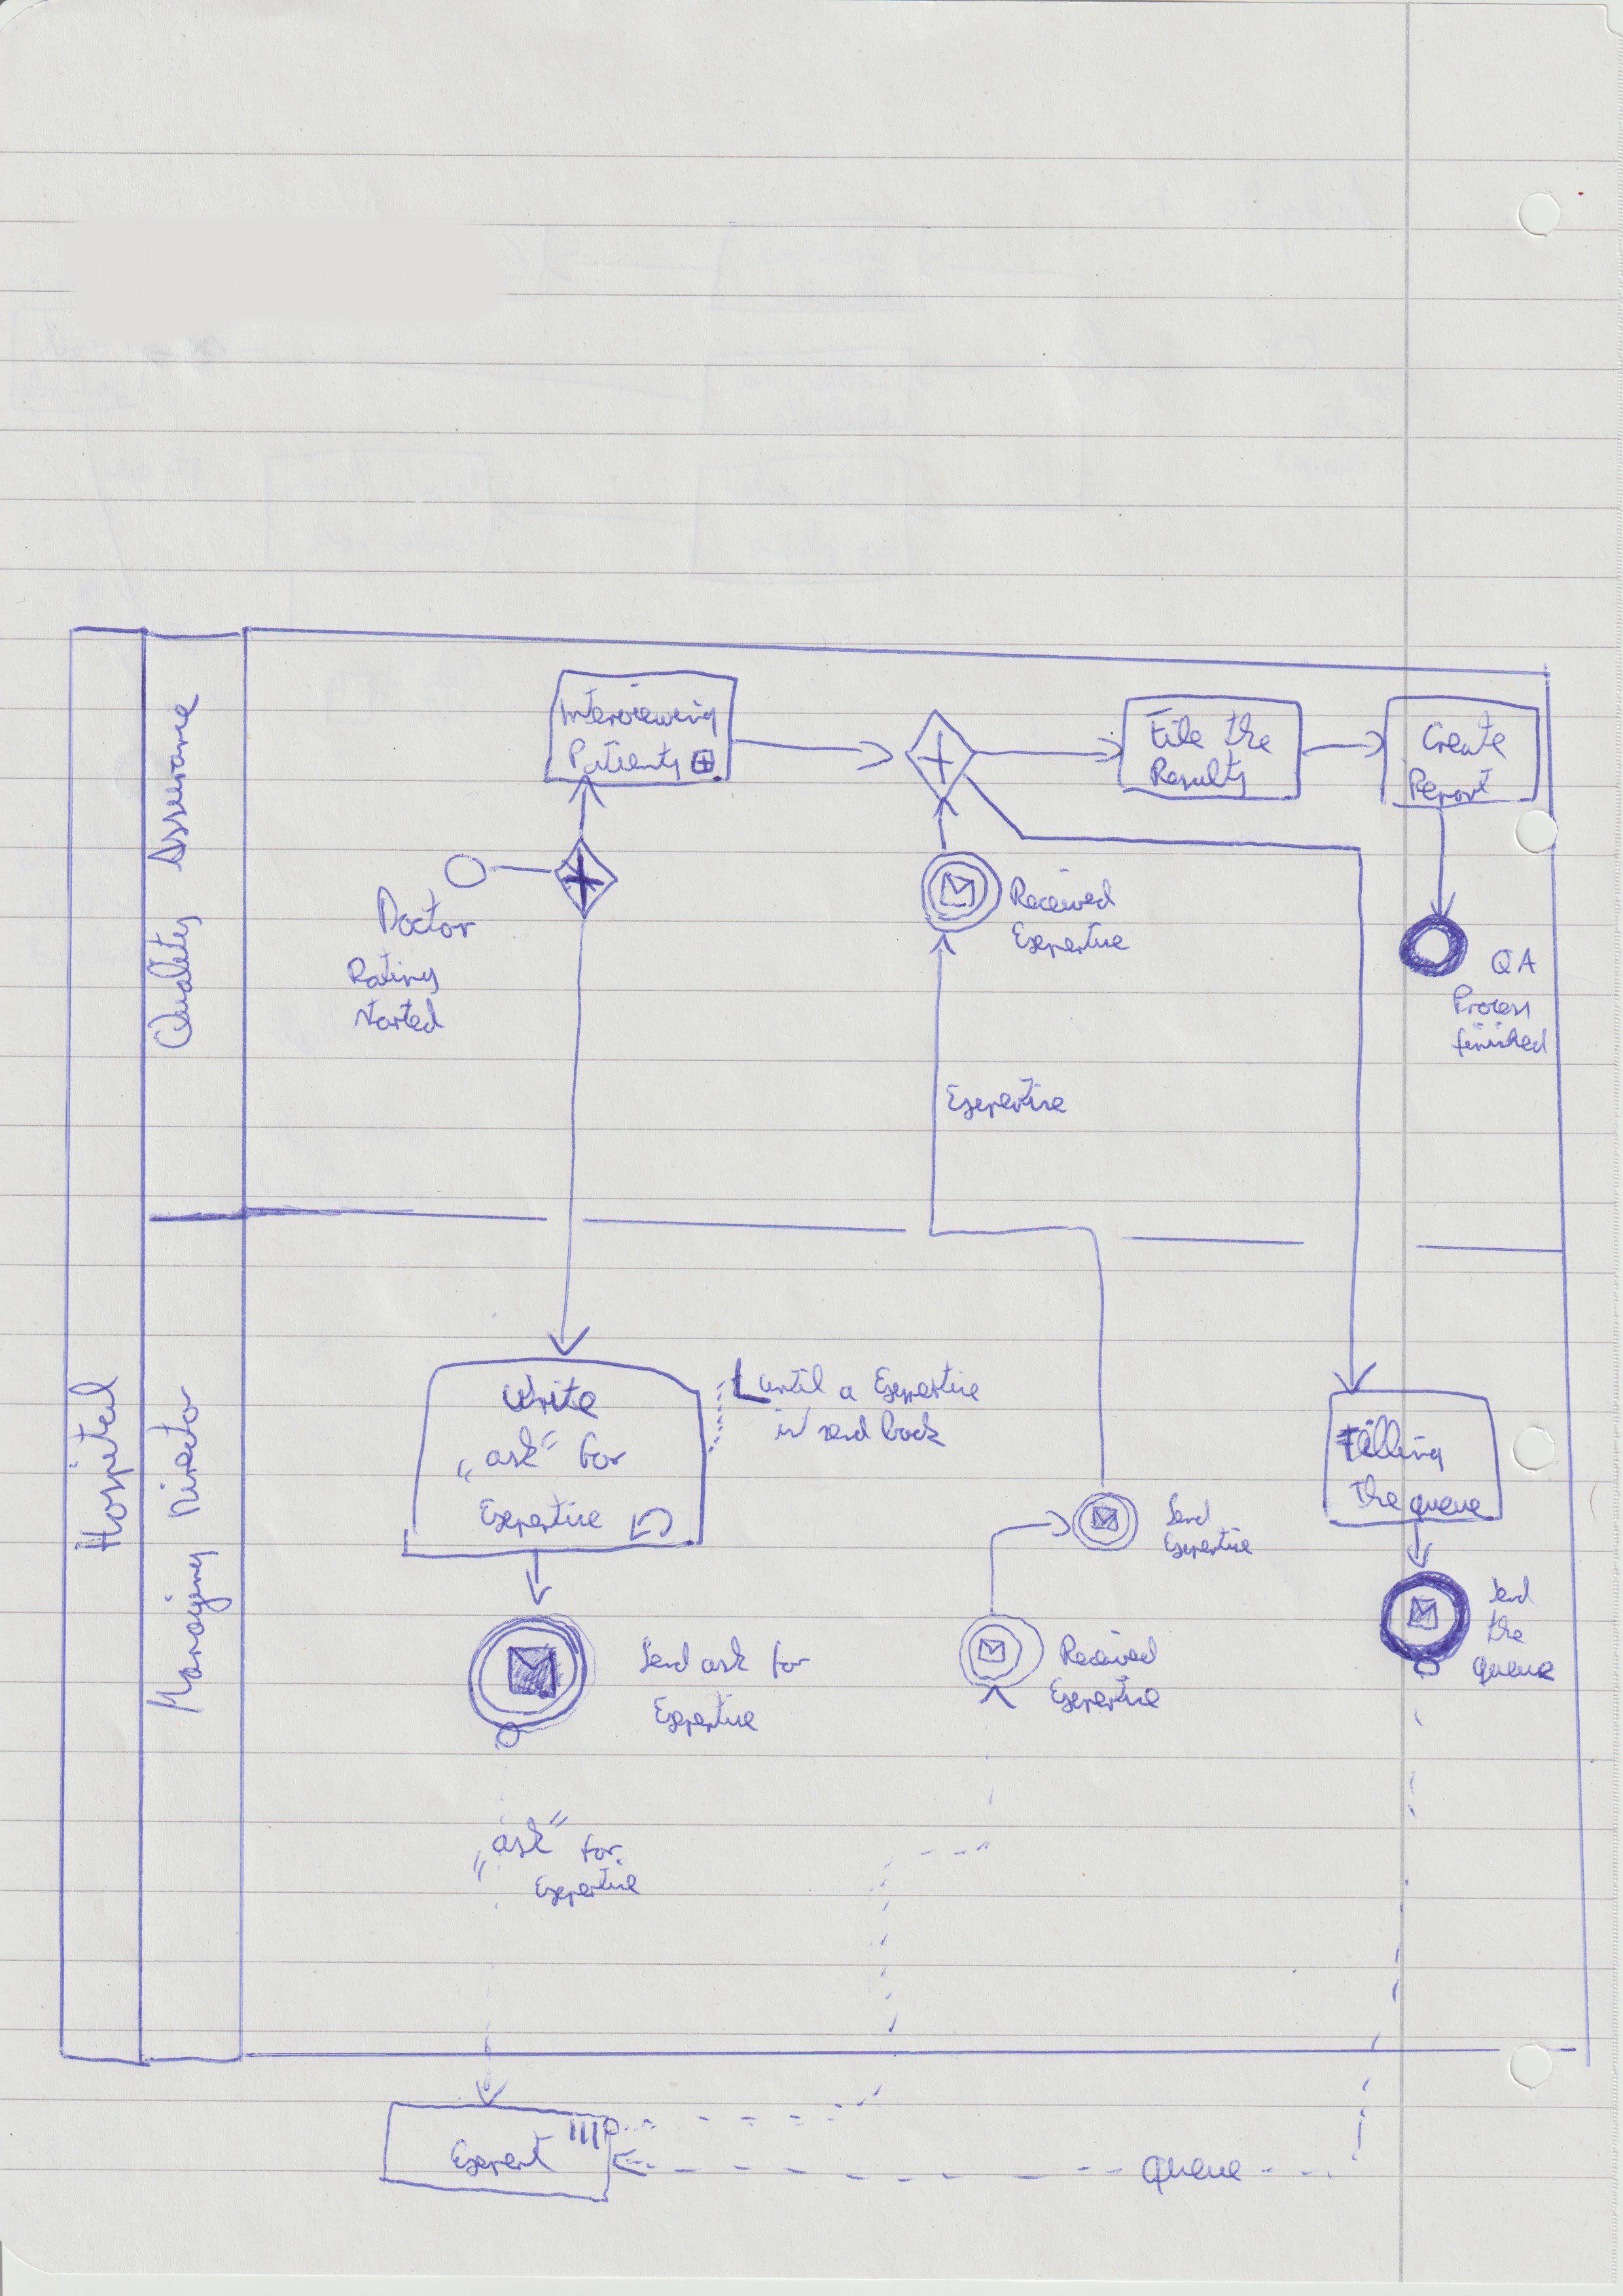 Hospital
Quality Assurance
Managing Director
Interviewing
Patients
File the
Results
Create
Report
Doctor
Rating
started
Received
Expertise
QA
Process
finished
Expertise
Write
„ask“ for
Expertise
until a Expertise
is send back
Filling
the queue
Send
Expertise
Send
the
queue
Send ask for
Expertise
Received
Expertise
„ask“ for
Expertise
Expert
Queue